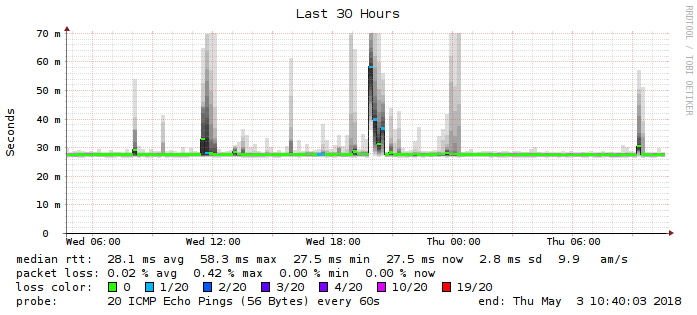 Last 30 Hours
RRDTOOL / TOBI OETIKER
Seconds
70 m
60 m
50 m
40 m
30 m
20 m
10 m
0
Wed 06:00 Wed 12:00 Wed 18:00 Thu 00:00 Thu 06:00
median rtt: 28.1 ms avg 58.3 ms max 27.5 ms min 27.5 ms now 2.8 ms sd 9.9 am/s
packet loss: 0.02 % avg 0.42 % max 0.00 % min 0.00 % now
loss color: 0 1/20 2/20 3/20 4/20 10/20 19/20
probe: 20 ICMP Echo Pings (56 Bytes) every 60s end: Thu May 3 10:40:03 2018